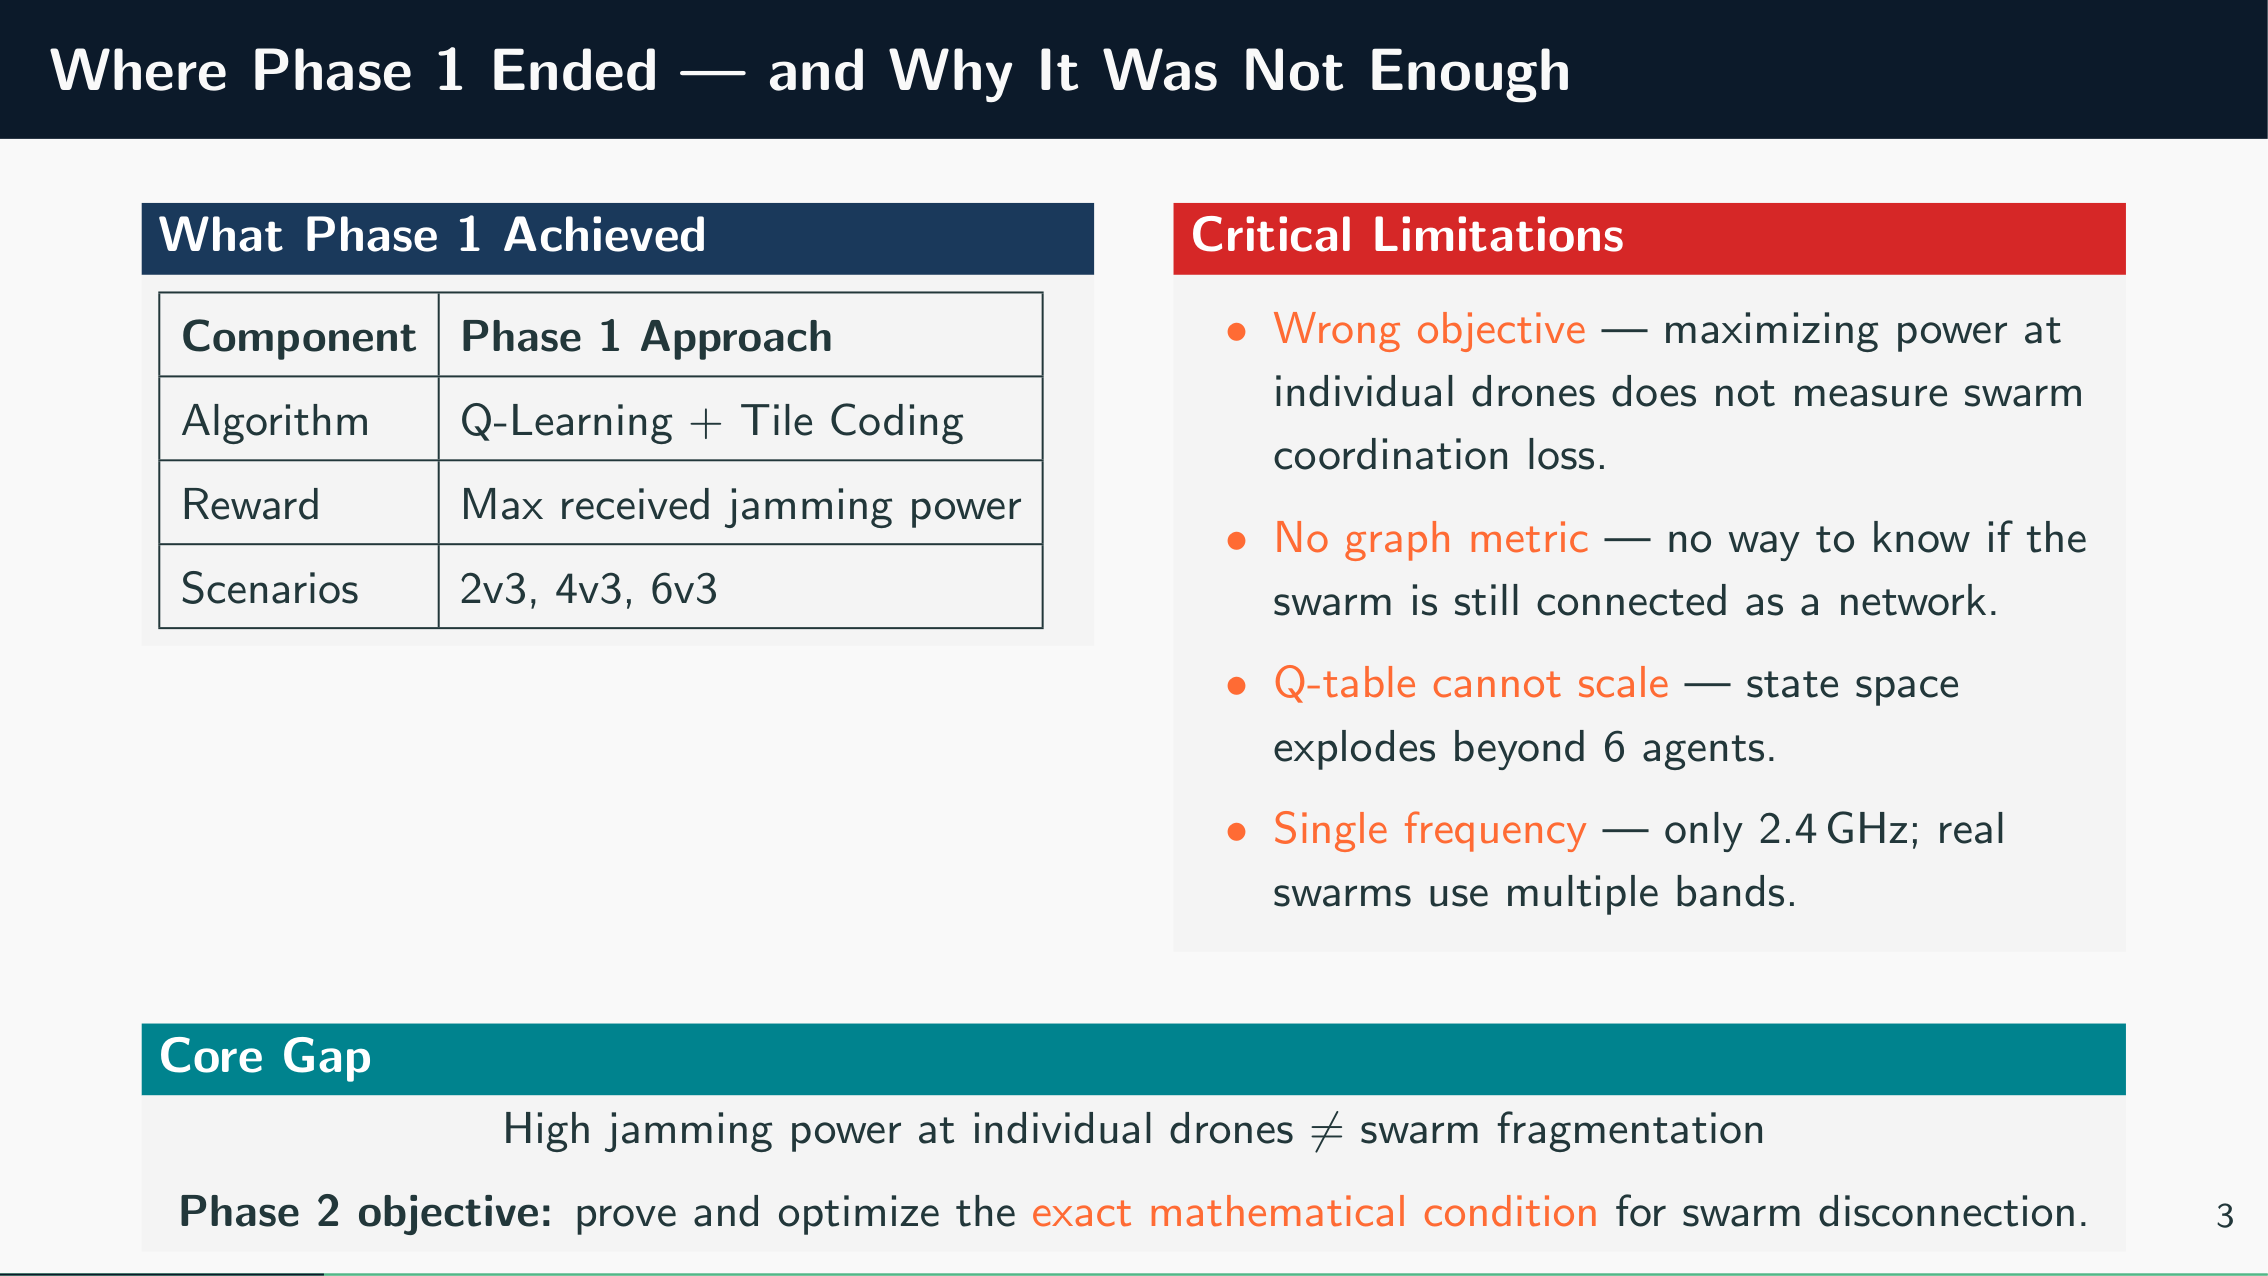 Where Phase 1 Ended — and Why It Was Not Enough
What Phase 1 Achieved
Component Phase 1 Approach
Algorithm Q-Learning + Tile Coding
Reward Max received jamming power
Scenarios 2v3, 4v3, 6v3
Critical Limitations
• Wrong objective — maximizing power at
individual drones does not measure swarm
coordination loss.
• No graph metric — no way to know if the
swarm is still connected as a network.
• Q-table cannot scale — state space
explodes beyond 6 agents.
• Single frequency — only 2.4 GHz; real
swarms use multiple bands.
Core Gap
High jamming power at individual drones ≠ swarm fragmentation
Phase 2 objective: prove and optimize the exact mathematical condition for swarm disconnection.
3